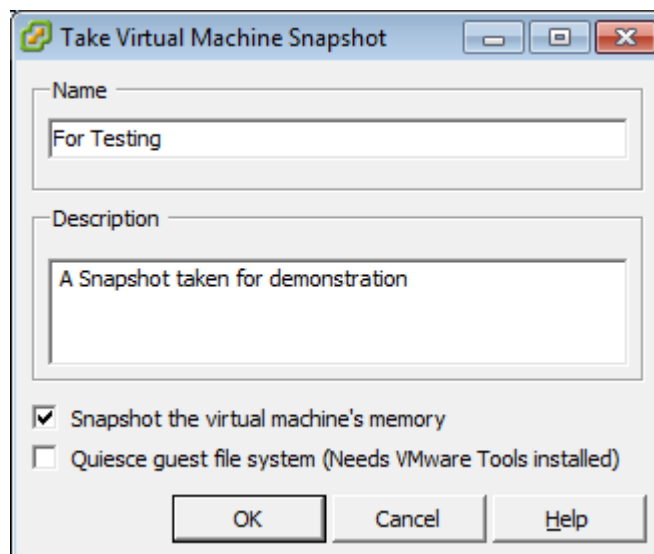 Take Virtual Machine Snapshot
Name
For Testing
Description
A Snapshot taken for demonstration
Snapshot the virtual machine's memory
Quiesce guest file system (Needs VMware Tools installed)
OK Cancel Help